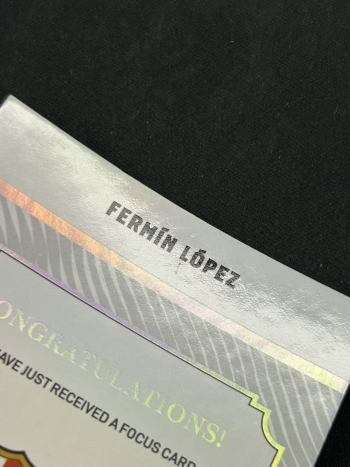 FERMÍN LÓPEZ
ONGRATULATIONS!
AVE JUST RECEIVED A FOCUS CARD